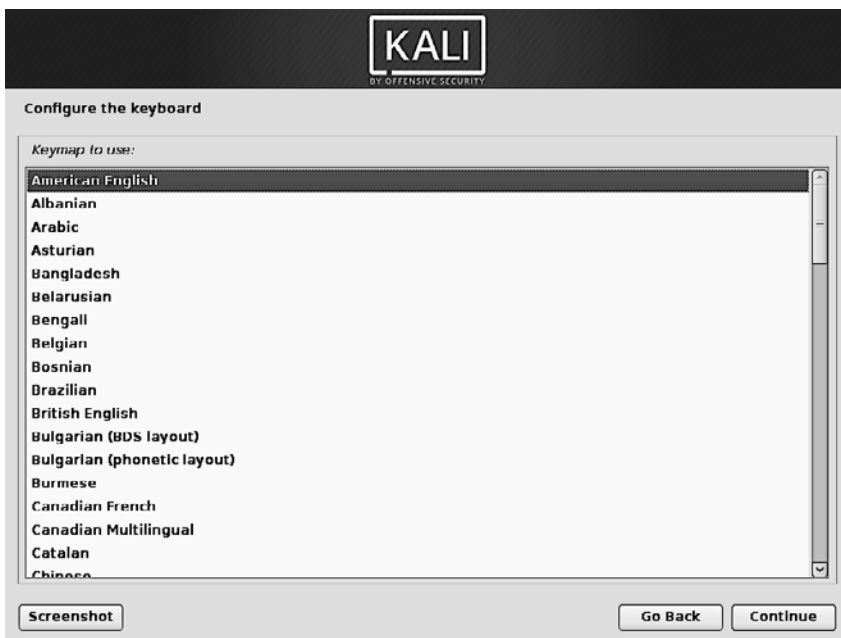 KALI
BY OFFENSIVE SECURITY
Configure the keyboard
Keymap to use:
American English
Albanian
Arabic
Asturian
Bangladesh
Belarusian
Bengali
Belgian
Bosnian
Brazilian
British English
Bulgarian (BDS layout)
Bulgarian (phonetic layout)
Burmese
Canadian French
Canadian Multilingual
Catalan
Chinese
Screenshot
Go Back
Continue